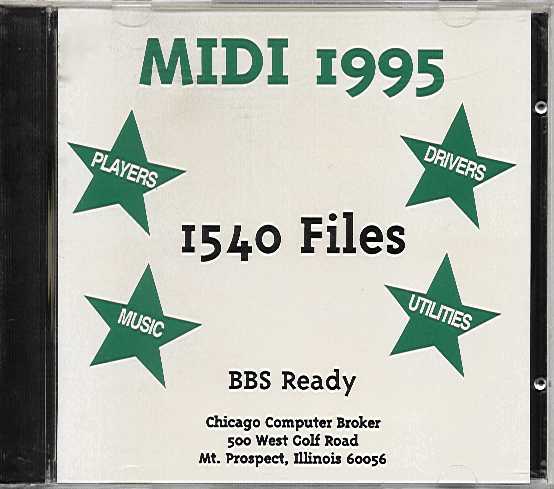 MIDI 1995
PLAYERS
DRIVERS
1540 Files
MUSIC
UTILITIES
BBS Ready
Chicago Computer Broker
500 West Golf Road
Mt. Prospect, Illinois 60056